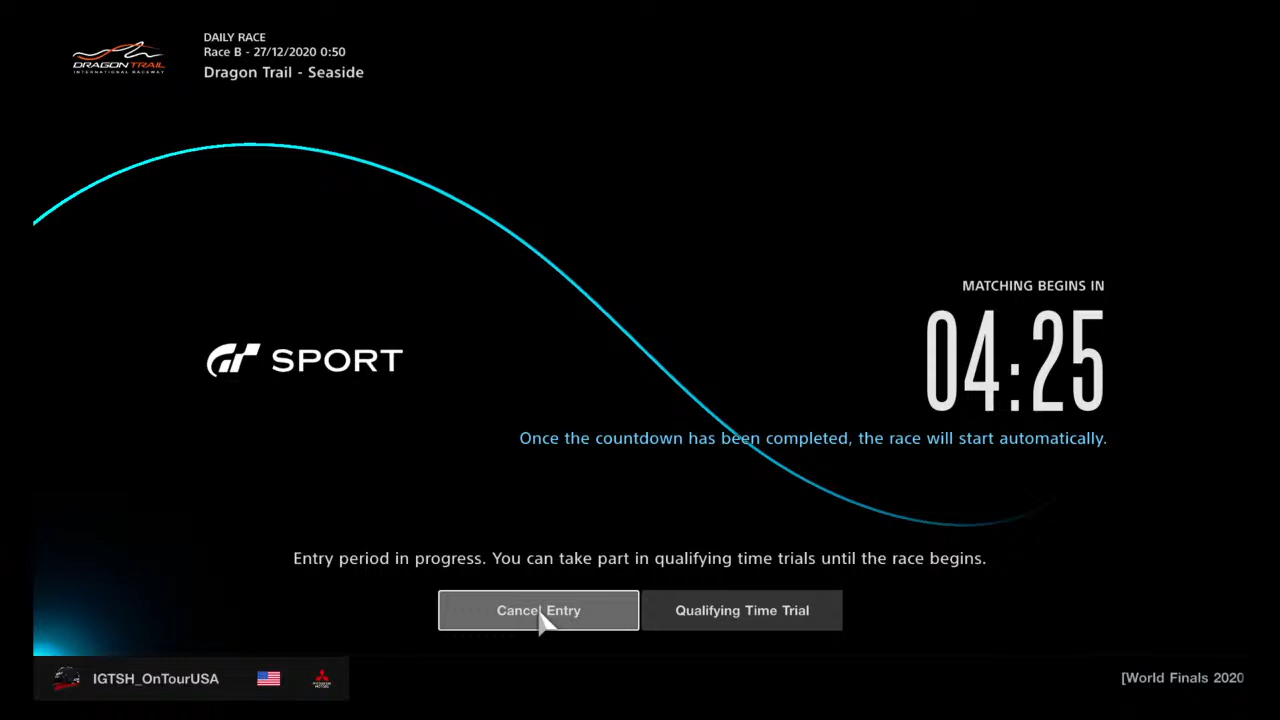 DRAGON TRAIL
INTERNATIONAL RACEWAY
DAILY RACE
Race B - 27/12/2020 0:50
Dragon Trail - Seaside
MATCHING BEGINS IN
04:25
GT SPORT
Once the countdown has been completed, the race will start automatically.
Entry period in progress. You can take part in qualifying time trials until the race begins.
Cancel Entry
Qualifying Time Trial
IGTSH_OnTourUSA
MITSUBISHI
MOTORS
[World Finals 2020